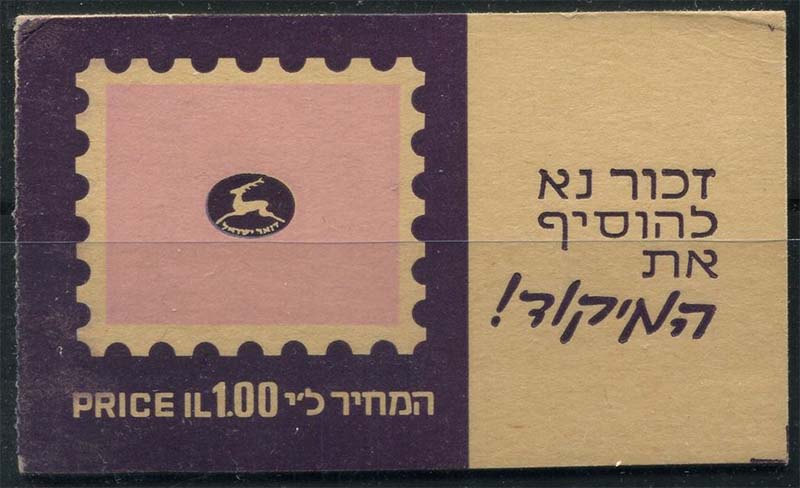 זכור נא
להוסיף
את
המיקוד!
דואר ישראל
PRICE IL1.00 המחיר ל״י